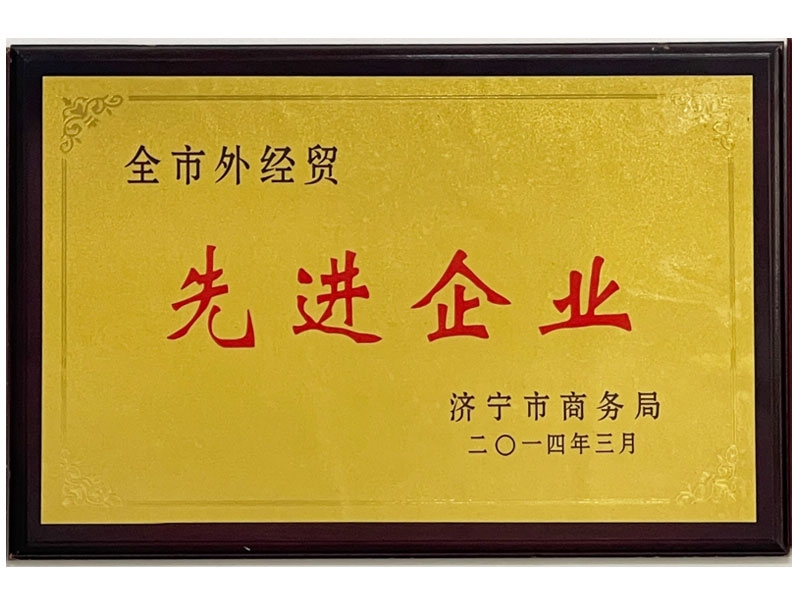 全市外经贸
先进企业
济宁市商务局
二〇一四年三月